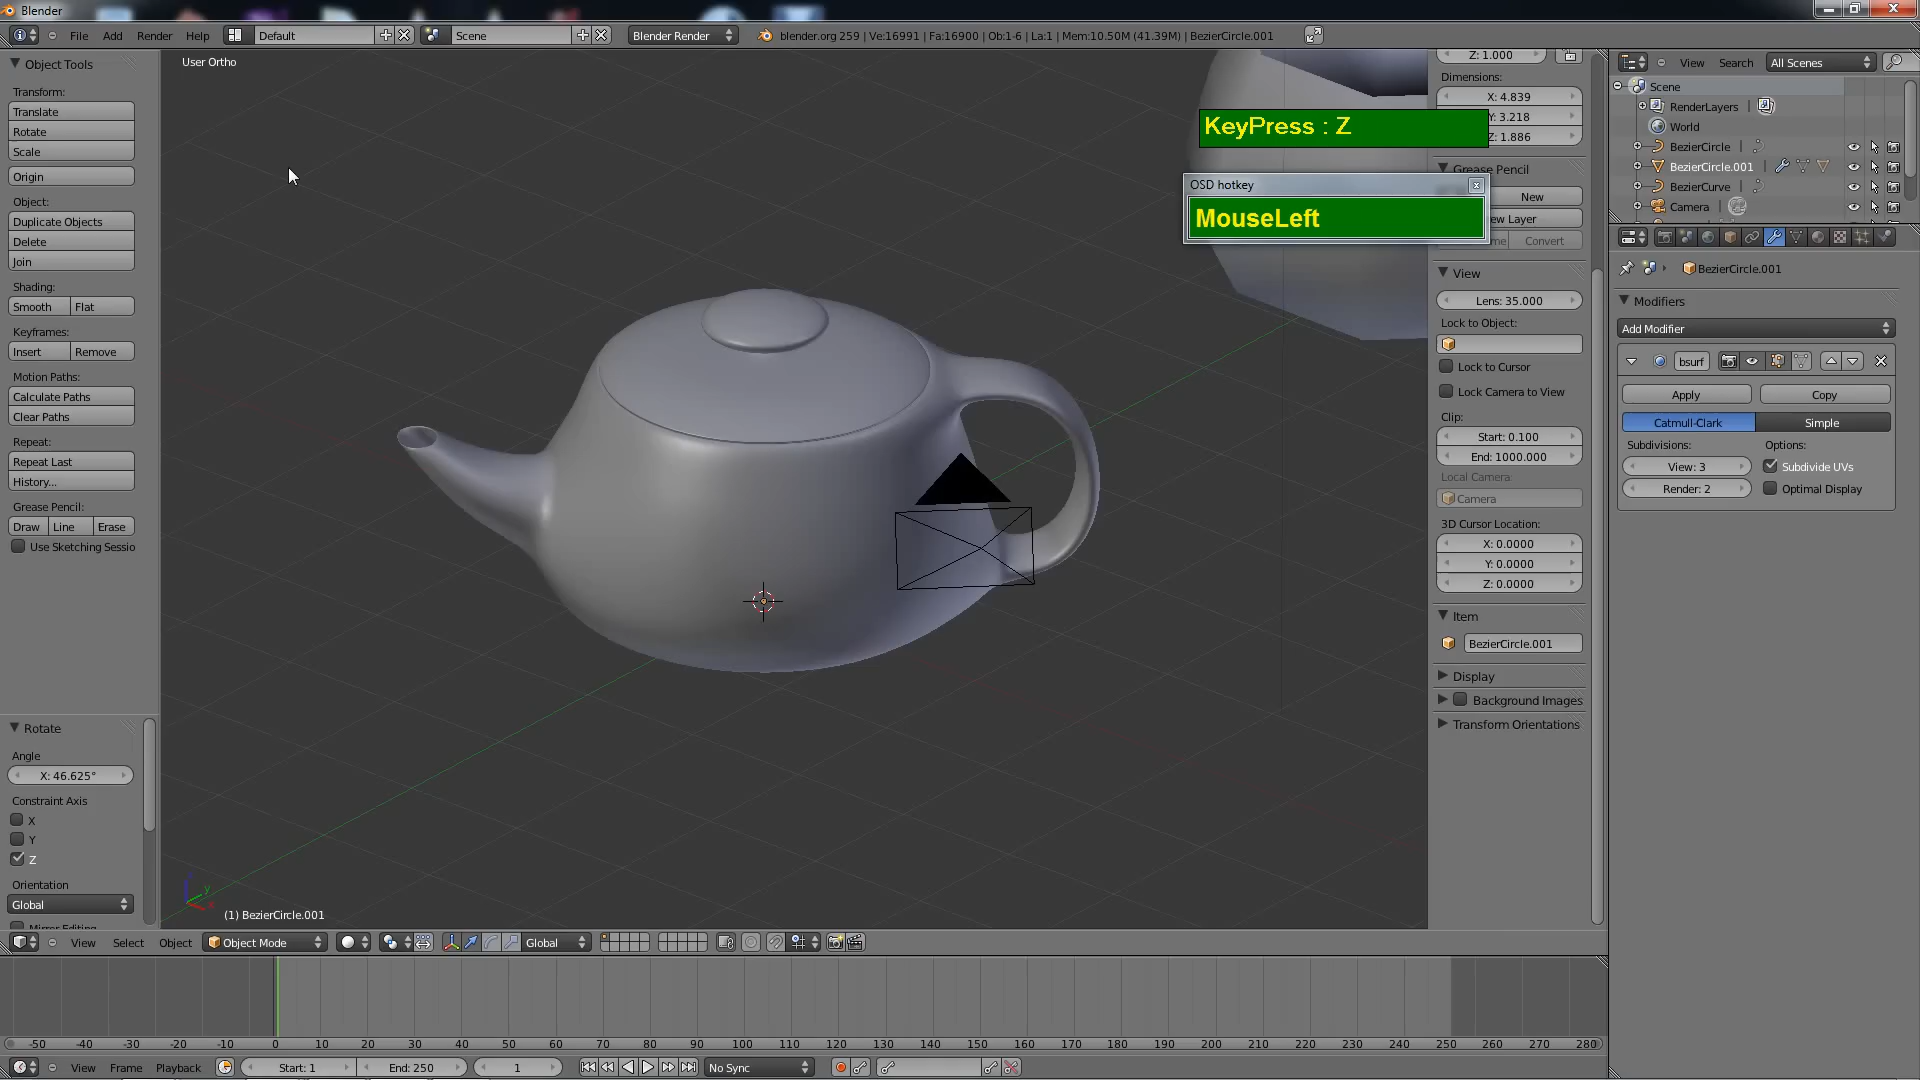 Blender
File Add Render Help Default Scene Blender Render blender.org 259 | Ve:16991 | Fa:16900 | Ob:1-6 | La:1 | Mem:10.50M (41.39M) | BezierCircle.001
Object Tools
Transform:
Translate
Rotate
Scale
Origin
Object:
Duplicate Objects
Delete
Join
Shading:
Smooth Flat
Keyframes:
Insert Remove
Motion Paths:
Calculate Paths
Clear Paths
Repeat:
Repeat Last
History...
Grease Pencil:
Draw Line Erase
Use Sketching Sessio
Rotate
Angle
X: 46.625°
Constraint Axis
X
Y
Z
Orientation
Global
User Ortho
KeyPress : Z
OSD hotkey
MouseLeft
(1) BezierCircle.001
Z: 1.000
Dimensions:
X: 4.839
Y: 3.218
Z: 1.886
Grease Pencil
New
ew Layer
Convert
View
Lens: 35.000
Lock to Object:
Lock to Cursor
Lock Camera to View
Clip:
Start: 0.100
End: 1000.000
Local Camera:
Camera
3D Cursor Location:
X: 0.0000
Y: 0.0000
Z: 0.0000
Item
BezierCircle.001
Display
Background Images
Transform Orientations
View Search All Scenes
Scene
RenderLayers
World
BezierCircle
BezierCircle.001
BezierCurve
Camera
BezierCircle.001
Modifiers
Add Modifier
bsurf
Apply Copy
Catmull-Clark Simple
Subdivisions: Options:
View: 3 Subdivide UVs
Render: 2 Optimal Display
View Select Object Object Mode Global
-50 -40 -30 -20 -10 0 10 20 30 40 50 60 70 80 90 100 110 120 130 140 150 160 170 180 190 200 210 220 230 240 250 260 270 280
View Frame Playback Start: 1 End: 250 1 No Sync